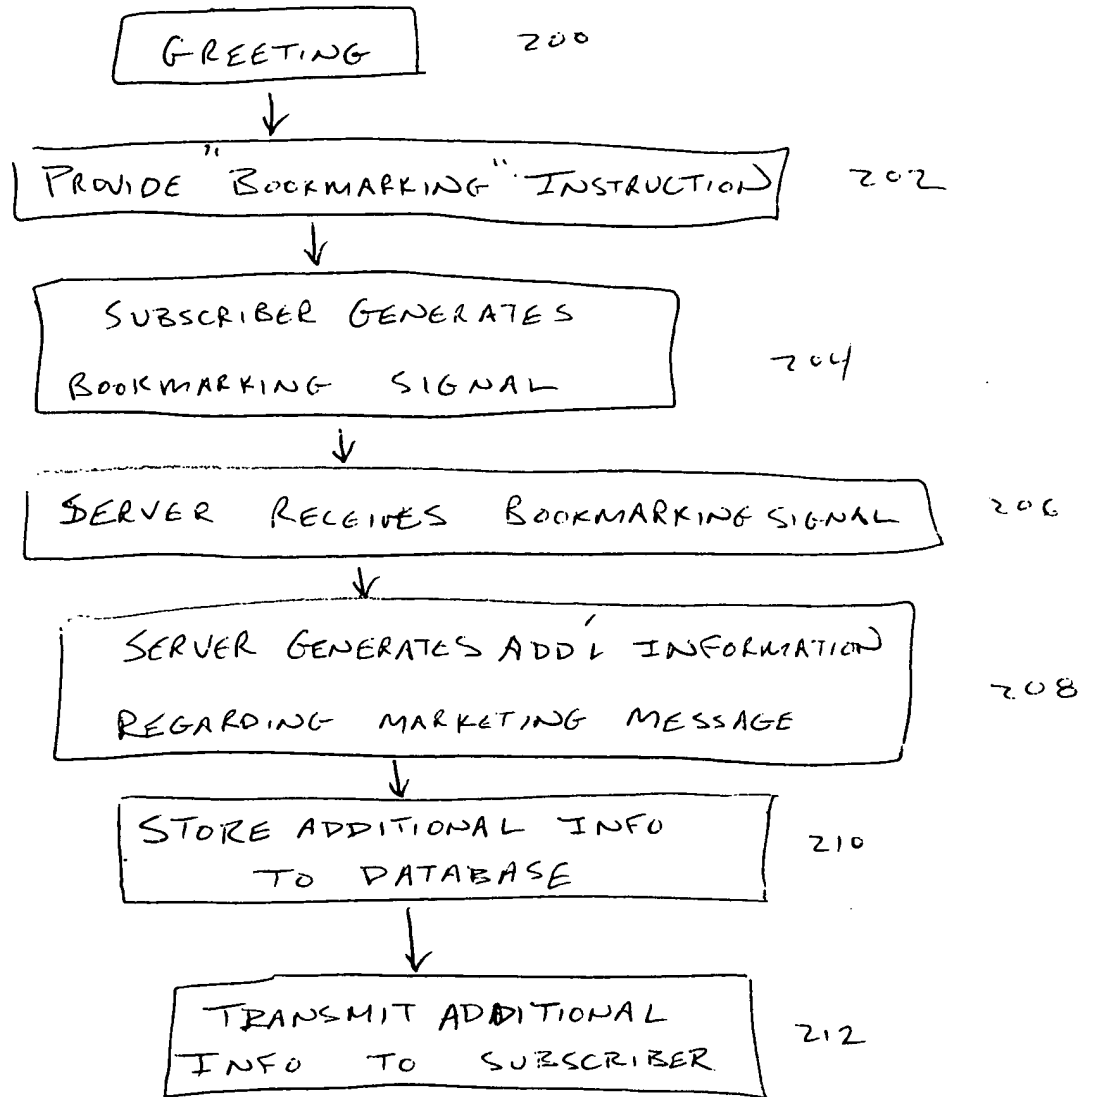 GREETING 200
PROVIDE "BOOKMARKING" INSTRUCTION 202
SUBSCRIBER GENERATES
BOOKMARKING SIGNAL 204
SERVER RECEIVES BOOKMARKING SIGNAL 206
SERVER GENERATES ADD'L INFORMATION
REGARDING MARKETING MESSAGE 208
STORE ADDITIONAL INFO
TO DATABASE 210
TRANSMIT ADDITIONAL
INFO TO SUBSCRIBER 212